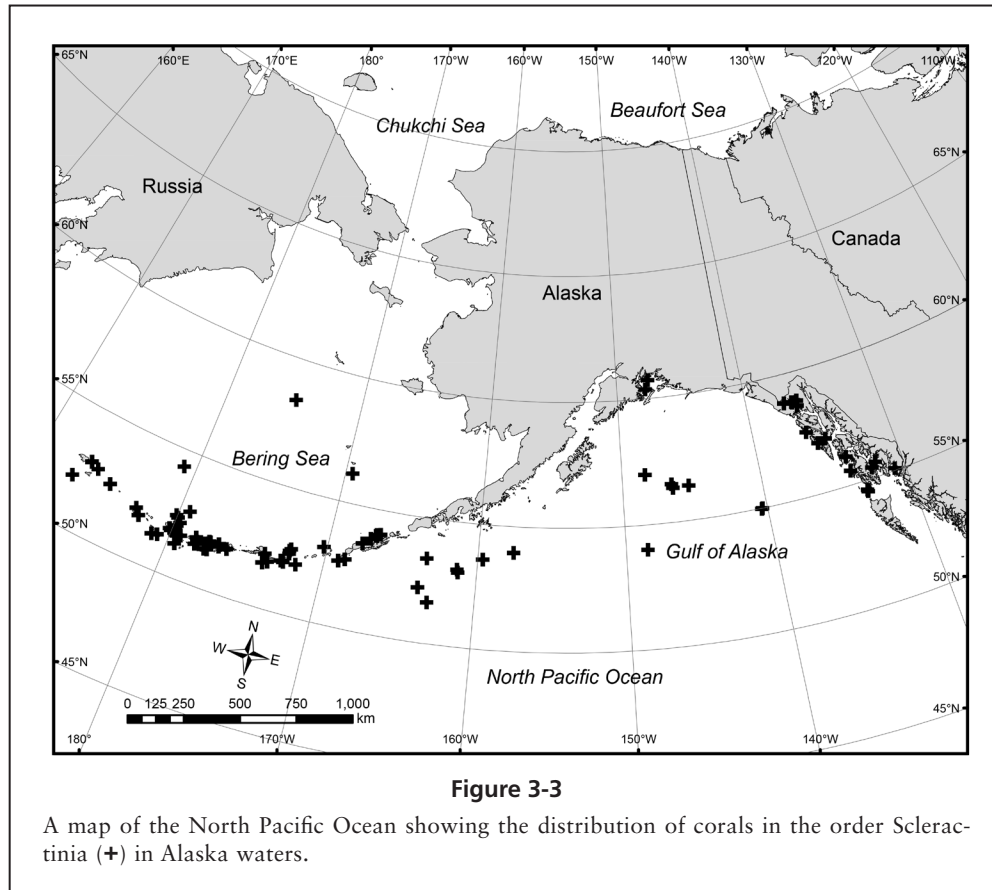 65°N 160°E 170°E 180° 170°W 160°W 150°W 140°W 130°W 120°W 110°W
Beaufort Sea
Chukchi Sea
65°N
Russia
60°N
Canada
Alaska
60°N
55°N
55°N
Bering Sea
50°N
Gulf of Alaska
50°N
N
W E
S
45°N
North Pacific Ocean
0 125 250 500 750 1,000
km
45°N
180° 170°W 160°W 150°W 140°W
Figure 3-3
A map of the North Pacific Ocean showing the distribution of corals in the order Sclerac-
tinia (+) in Alaska waters.